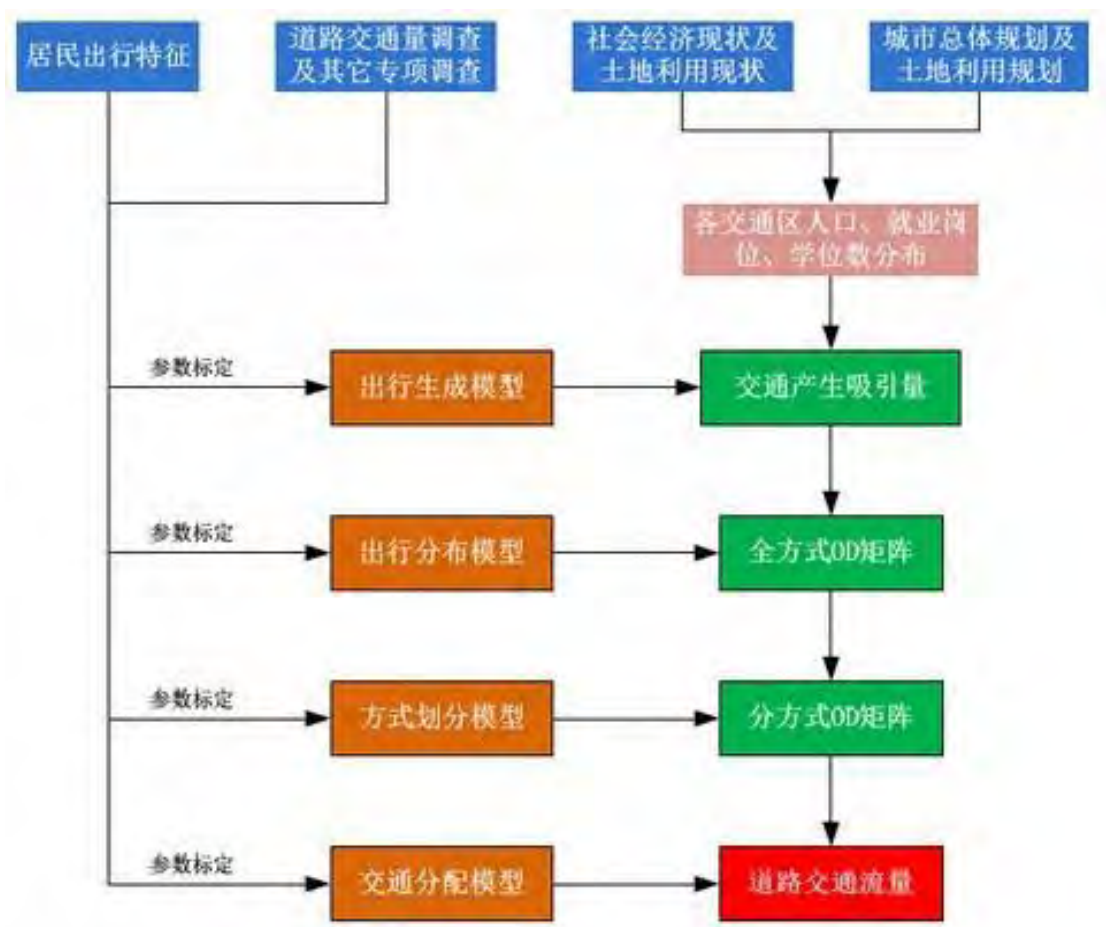 居民出行特征
道路交通量调查
及其它专项调查
社会经济现状及
土地利用现状
城市总体规划及
土地利用规划
各交通区人口、就业岗
位、学位数分布
参数标定
出行生成模型
交通产生吸引量
参数标定
出行分布模型
全方式OD矩阵
参数标定
方式划分模型
分方式OD矩阵
参数标定
交通分配模型
道路交通流量